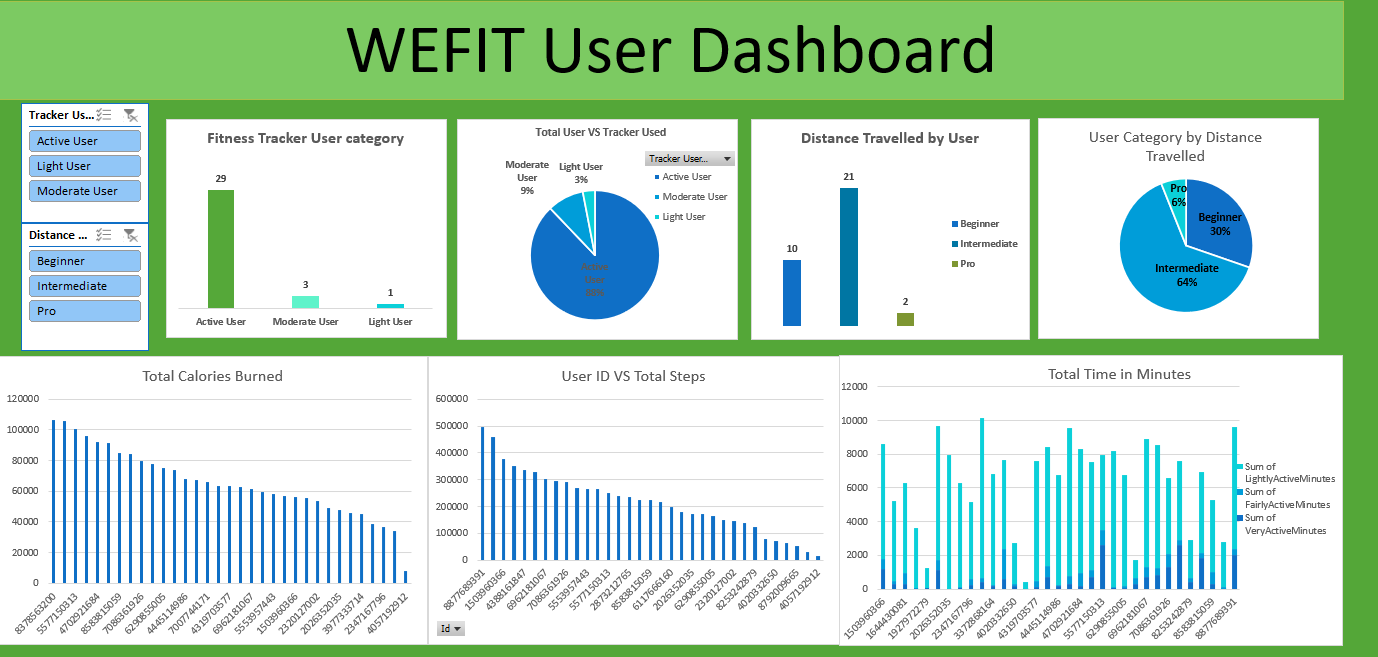 WEFIT User Dashboard
Tracker Us...
Active User
Light User
Moderate User
Distance ...
Beginner
Intermediate
Pro
Fitness Tracker User category
29
3
1
Active User
Moderate User
Light User
Total User VS Tracker Used
Moderate
User
9%
Light User
3%
Tracker User...
Active User
Moderate User
Light User
Distance Travelled by User
10
21
2
Beginner
Intermediate
Pro
User Category by Distance
Travelled
Pro
6%
Beginner
30%
Intermediate
64%
Total Calories Burned
120000
100000
80000
60000
40000
20000
0
8378563200
5577150313
4702921684
8583815059
7086361926
6290855005
4445114986
7007744171
4319703577
6962181067
5553957443
1503960366
2320127002
2026352035
3977333714
2347167796
4057192912
User ID VS Total Steps
600000
500000
400000
300000
200000
100000
0
8877689391
1503960366
4388161847
6962181067
7086361926
5553957443
5577150313
2873212765
8583815059
6117666160
2026352035
6290855005
2320127002
8253242879
4020332650
8792009665
4057192912
Id
Total Time in Minutes
12000
10000
8000
6000
4000
2000
0
1503960366
1644430081
1927972279
2026352035
2347167796
3372868164
4020332650
4319703577
4445114986
4702921684
5577150313
6290855005
6962181067
7086361926
8253242879
8583815059
8877689391
Sum of
LightlyActiveMinutes
Sum of
FairlyActiveMinutes
Sum of
VeryActiveMinutes